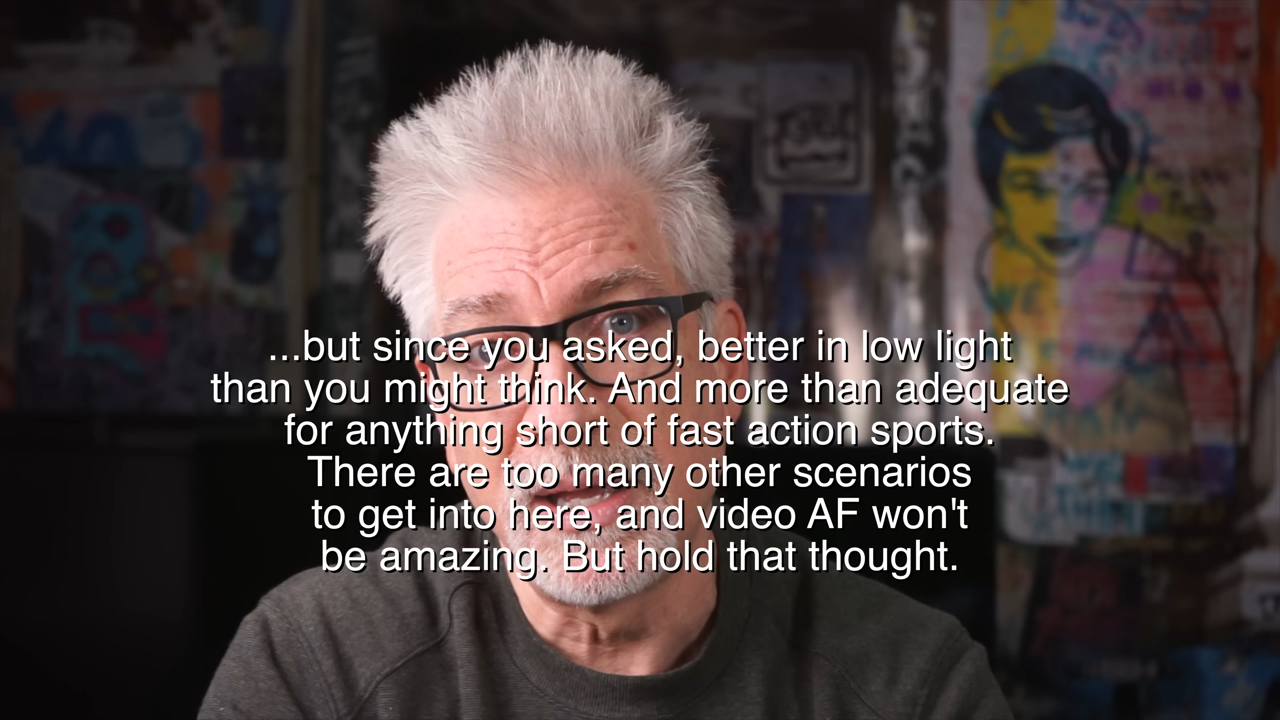 ...but since you asked, better in low light
than you might think. And more than adequate
for anything short of fast action sports.
There are too many other scenarios
to get into here, and video AF won't
be amazing. But hold that thought.